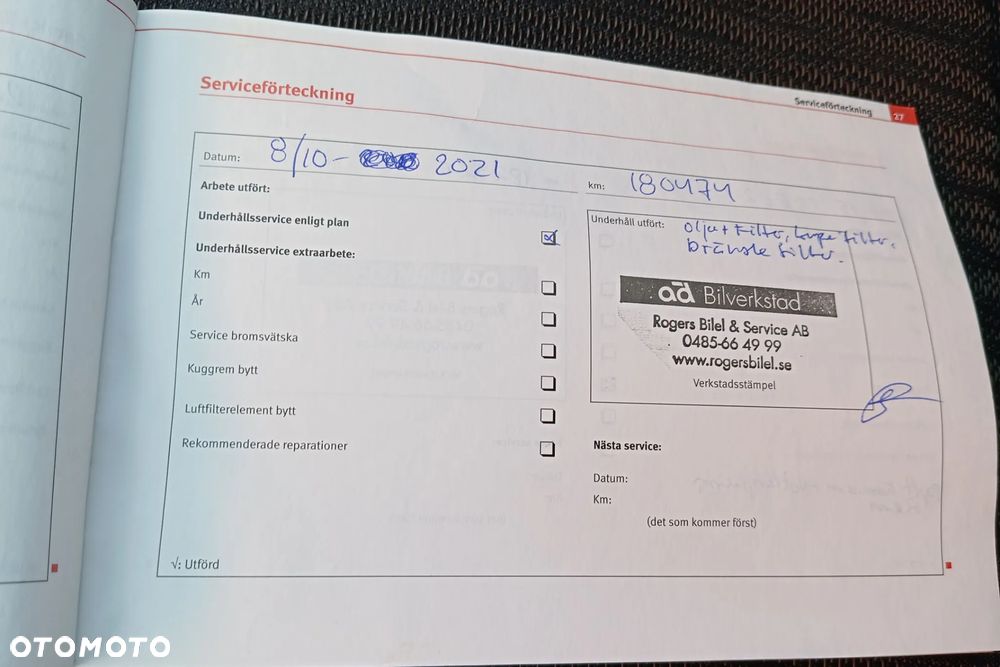 Serviceförteckning
Serviceförteckning 27
Datum: 8/10 - 2021
km: 180474
Arbete utfört:
Underhållsservice enligt plan
Underhållsservice extraarbete:
Km
År
Service bromsvätska
Kuggrem bytt
Luftfilterelement bytt
Rekommenderade reparationer
√: Utförd
Underhåll utfört: olja + Filter, kupe filter.
bränsle filter.
ad Bilverkstad
Rogers Bilel & Service AB
0485-66 49 99
www.rogersbilel.se
Verkstadsstämpel
Nästa service:
Datum:
Km:
(det som kommer först)
OTOMOTO